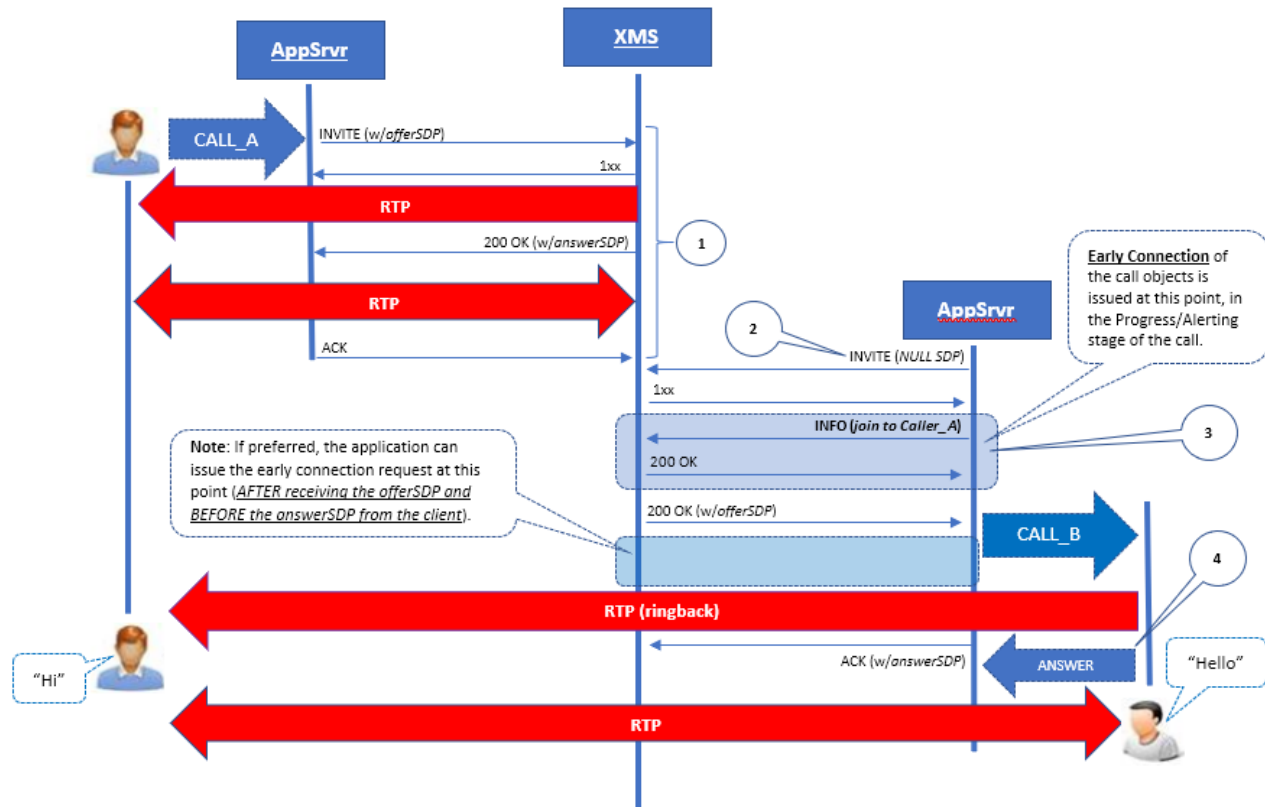 XMS
AppSrvr
CALL_A
INVITE (w/offerSDP)
1xx
RTP
200 OK (w/answerSDP)
1
RTP
ACK
Early Connection of
the call objects is
issued at this point, in
the Progress/Alerting
stage of the call.
AppSrvr
2
INVITE (NULL SDP)
1xx
INFO (join to Caller_A)
3
200 OK
Note: If preferred, the application can
issue the early connection request at this
point (AFTER receiving the offerSDP and
BEFORE the answerSDP from the client).
200 OK (w/offerSDP)
CALL_B
4
RTP (ringback)
ACK (w/answerSDP)
ANSWER
"Hi"
"Hello"
RTP